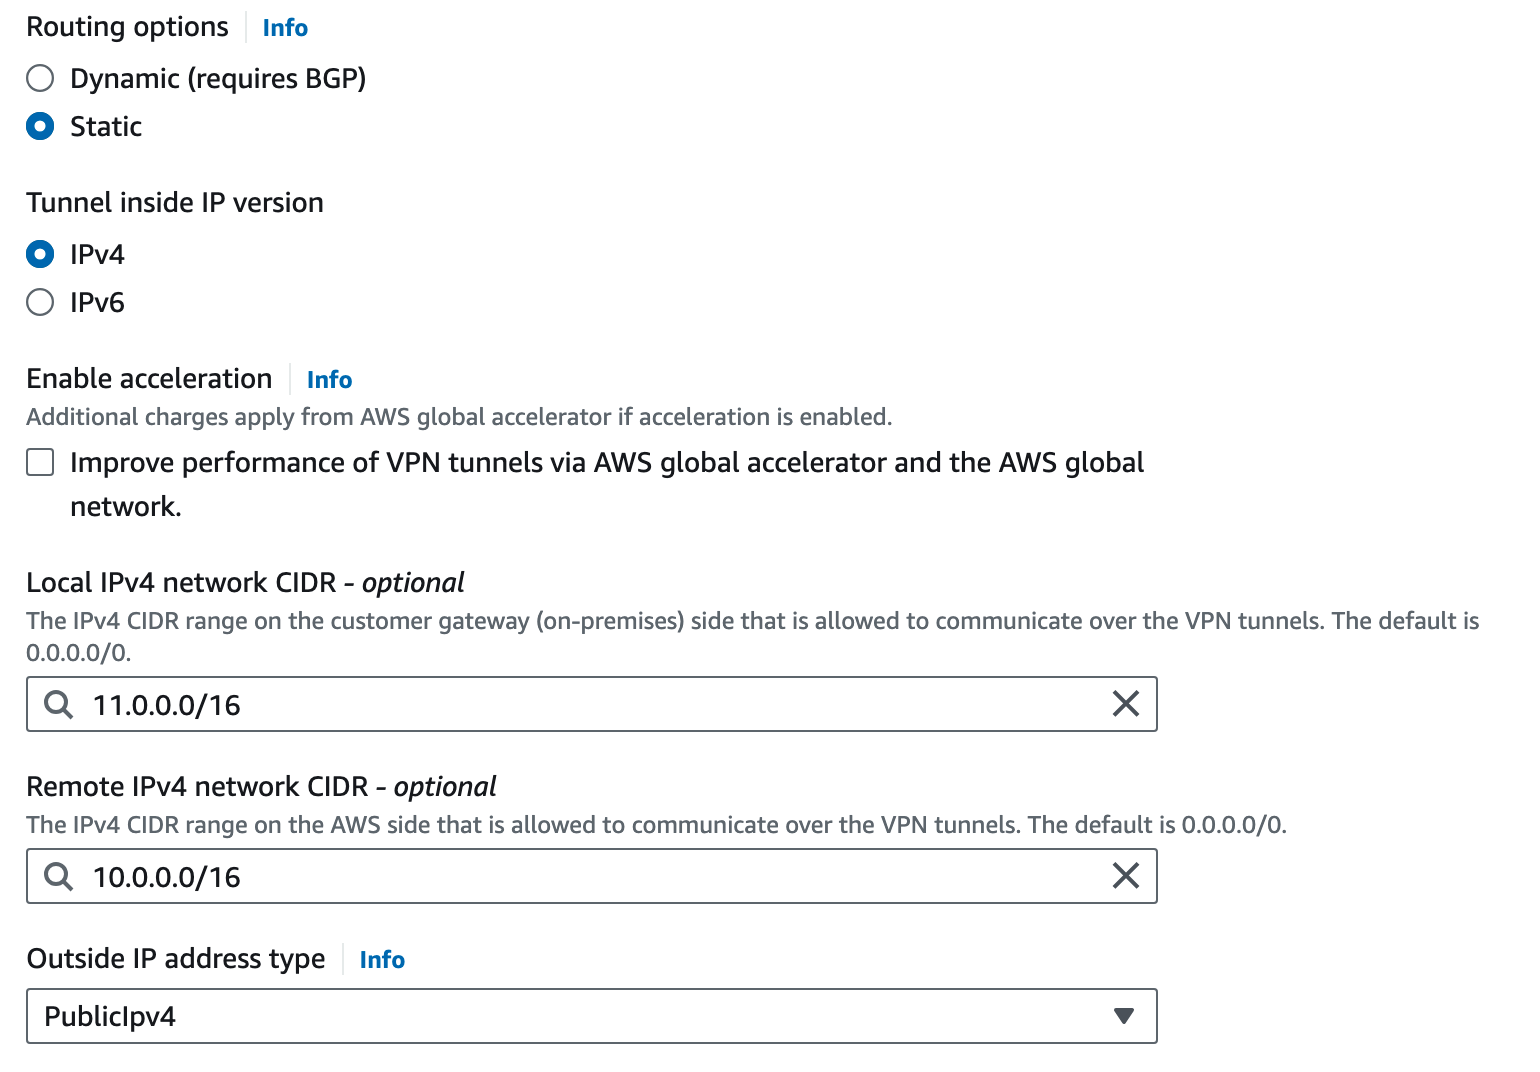 Routing options Info
Dynamic (requires BGP)
Static
Tunnel inside IP version
IPv4
IPv6
Enable acceleration Info
Additional charges apply from AWS global accelerator if acceleration is enabled.
Improve performance of VPN tunnels via AWS global accelerator and the AWS global
network.
Local IPv4 network CIDR - optional
The IPv4 CIDR range on the customer gateway (on-premises) side that is allowed to communicate over the VPN tunnels. The default is
0.0.0.0/0.
11.0.0.0/16
Remote IPv4 network CIDR - optional
The IPv4 CIDR range on the AWS side that is allowed to communicate over the VPN tunnels. The default is 0.0.0.0/0.
10.0.0.0/16
Outside IP address type Info
PublicIpv4